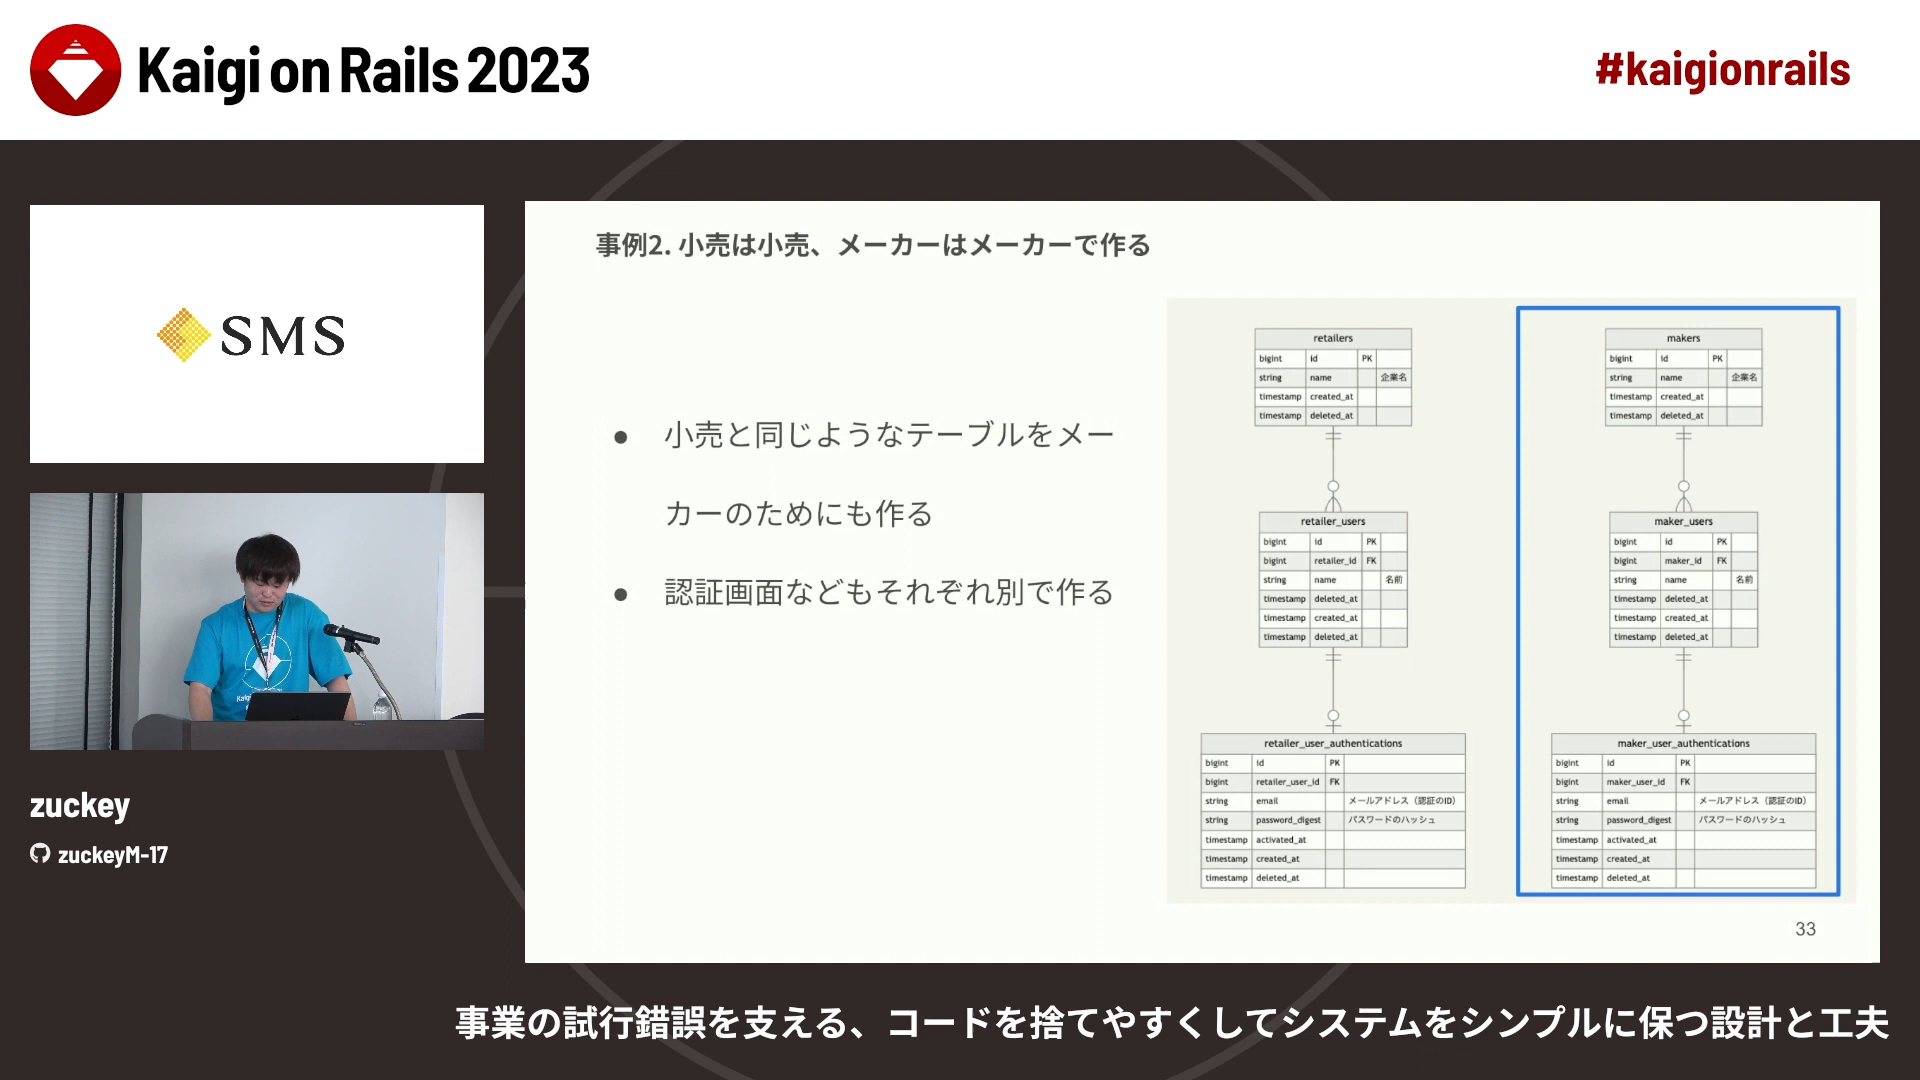 Kaigi on Rails 2023
#kaigionrails
SMS
zuckey
zuckeyM-17
事例2. 小売は小売、メーカーはメーカーで作る
● 小売と同じようなテーブルをメー
カーのためにも作る
● 認証画面などもそれぞれ別で作る
retailers
bigint id PK
string name 企業名
timestamp created_at
timestamp deleted_at
retailer_users
bigint id PK
bigint retailer_id FK
string name 名前
timestamp deleted_at
timestamp created_at
timestamp deleted_at
retailer_user_authentications
bigint id PK
bigint retailer_user_id FK
string email メールアドレス（認証のID）
string password_digest パスワードのハッシュ
timestamp activated_at
timestamp created_at
timestamp deleted_at
makers
bigint id PK
string name 企業名
timestamp created_at
timestamp deleted_at
maker_users
bigint id PK
bigint maker_id FK
string name 名前
timestamp deleted_at
timestamp created_at
timestamp deleted_at
maker_user_authentications
bigint id PK
bigint maker_user_id FK
string email メールアドレス（認証のID）
string password_digest パスワードのハッシュ
timestamp activated_at
timestamp created_at
timestamp deleted_at
33
事業の試行錯誤を支える、コードを捨てやすくしてシステムをシンプルに保つ設計と工夫